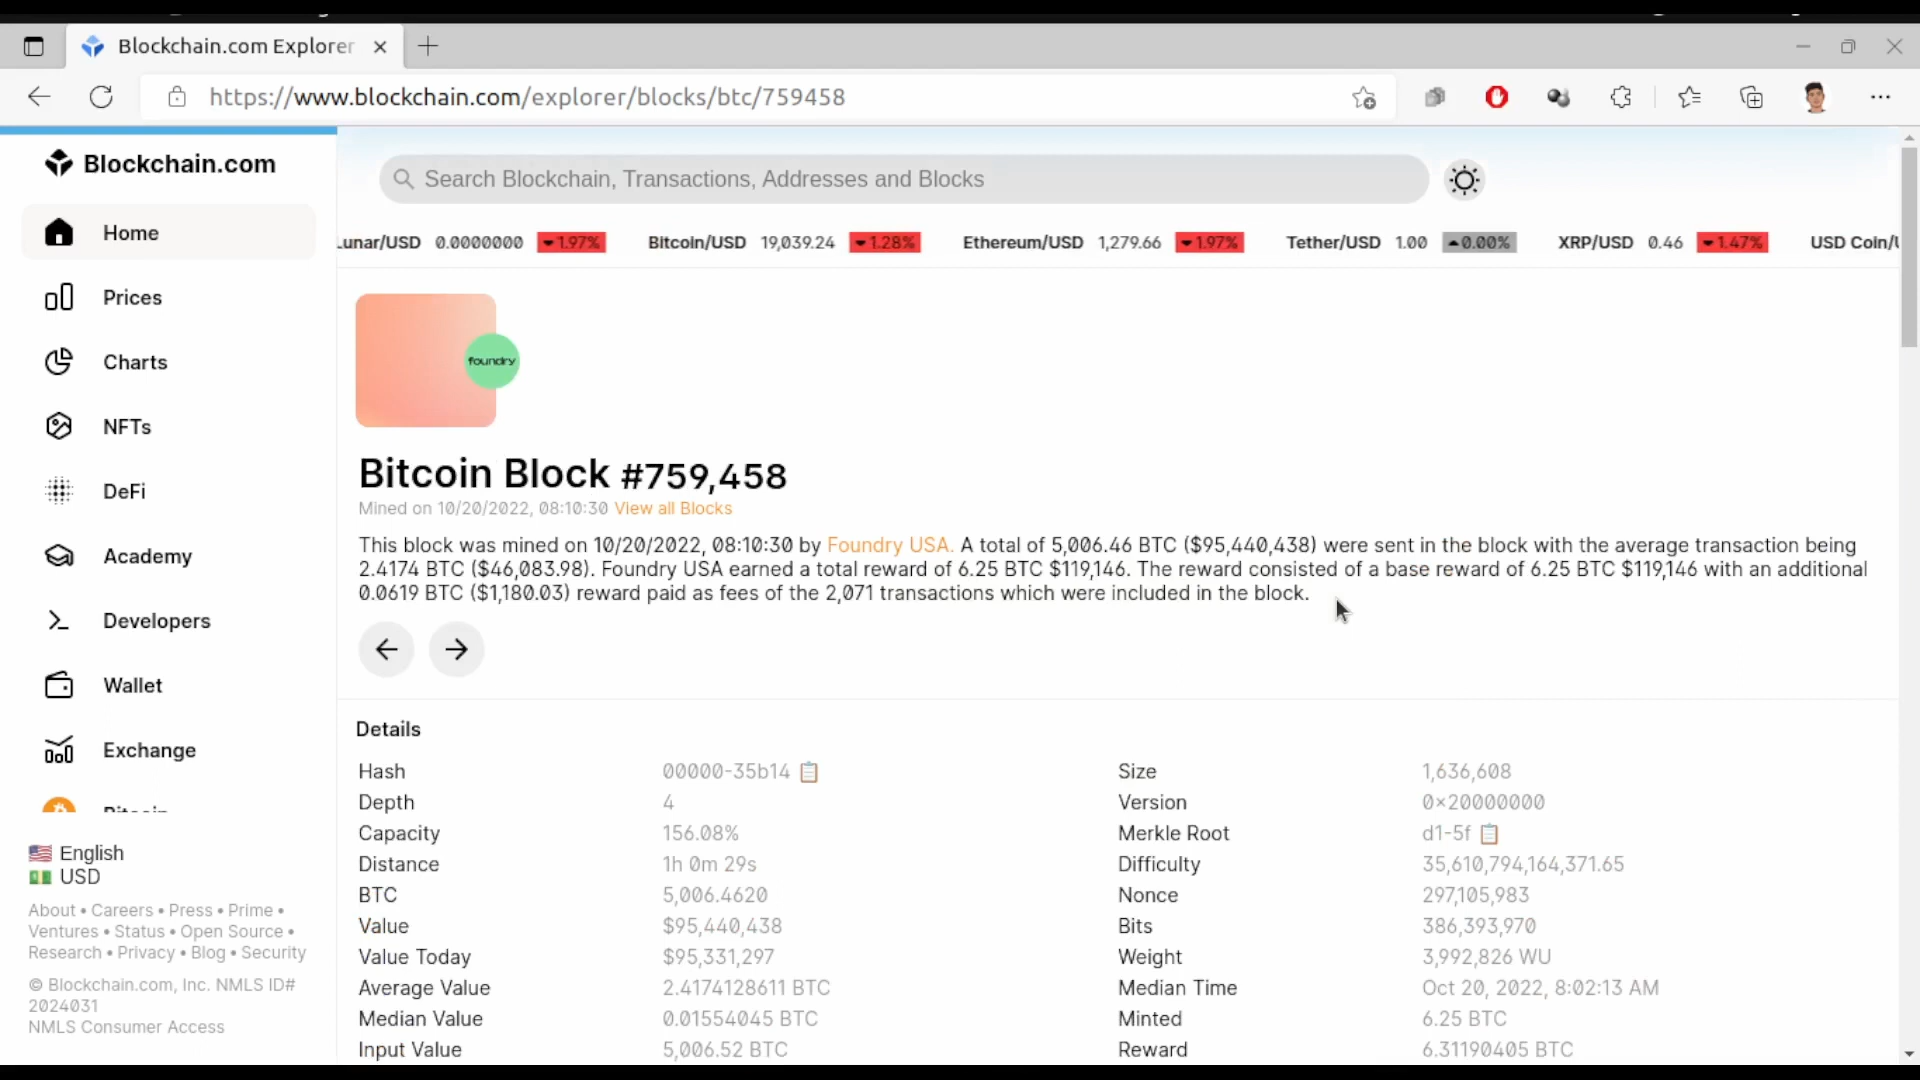 Blockchain.com Explorer
https://www.blockchain.com/explorer/blocks/btc/759458
Blockchain.com
Home
Prices
Charts
NFTs
DeFi
Academy
Developers
Wallet
Exchange
English
USD
About • Careers • Press • Prime •
Ventures • Status • Open Source •
Research • Privacy • Blog • Security
© Blockchain.com, Inc. NMLS ID#
2024031
NMLS Consumer Access
Search Blockchain, Transactions, Addresses and Blocks
Lunar/USD 0.0000000 1.97% Bitcoin/USD 19,039.24 1.28% Ethereum/USD 1,279.66 1.97% Tether/USD 1.00 0.00% XRP/USD 0.46 1.47% USD Coin/
foundry
Bitcoin Block #759,458
Mined on 10/20/2022, 08:10:30 View all Blocks
This block was mined on 10/20/2022, 08:10:30 by Foundry USA. A total of 5,006.46 BTC ($95,440,438) were sent in the block with the average transaction being
2.4174 BTC ($46,083.98). Foundry USA earned a total reward of 6.25 BTC $119,146. The reward consisted of a base reward of 6.25 BTC $119,146 with an additional
0.0619 BTC ($1,180.03) reward paid as fees of the 2,071 transactions which were included in the block.
Details
Hash 00000-35b14
Depth 4
Capacity 156.08%
Distance 1h 0m 29s
BTC 5,006.4620
Value $95,440,438
Value Today $95,331,297
Average Value 2.4174128611 BTC
Median Value 0.01554045 BTC
Input Value 5,006.52 BTC
Size 1,636,608
Version 0×20000000
Merkle Root d1-5f
Difficulty 35,610,794,164,371.65
Nonce 297,105,983
Bits 386,393,970
Weight 3,992,826 WU
Median Time Oct 20, 2022, 8:02:13 AM
Minted 6.25 BTC
Reward 6.31190405 BTC